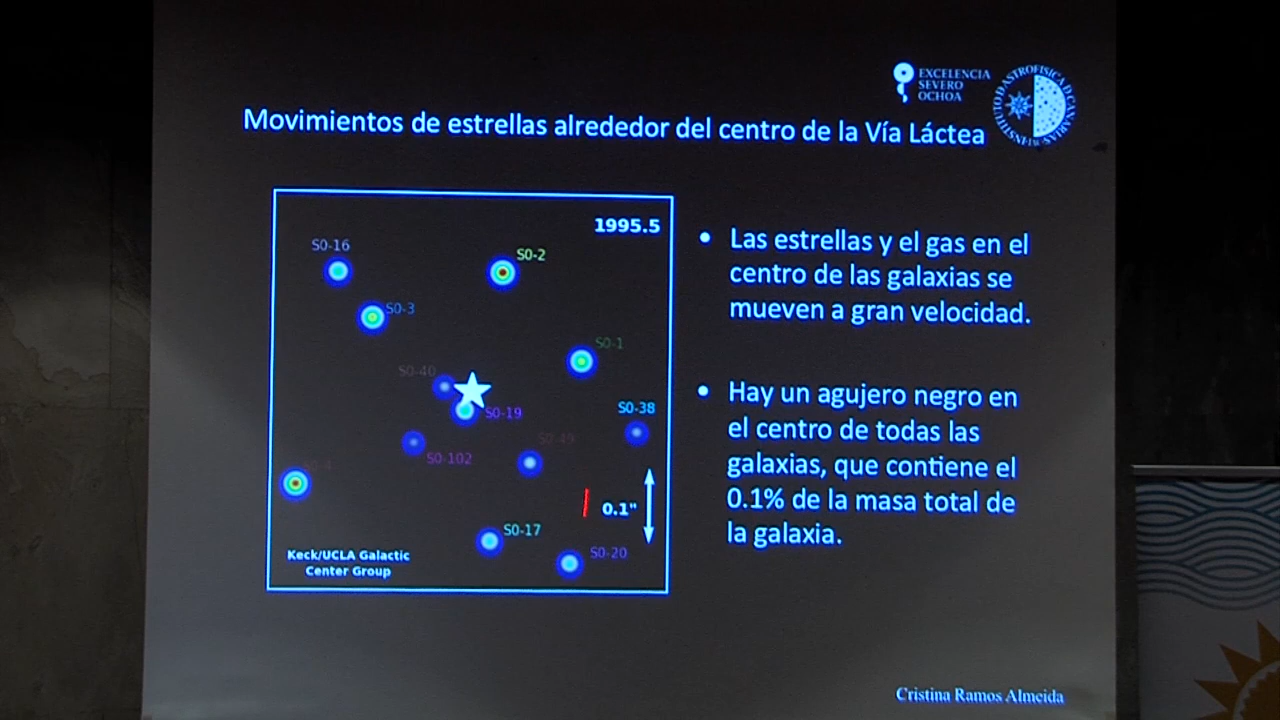 EXCELENCIA
SEVERO
OCHOA
INSTITUTO D ASTROFISICA D CANARIAS
Movimientos de estrellas alrededor del centro de la Vía Láctea
1995.5
S0-16
S0-2
S0-3
S0-1
S0-40
S0-38
S0-19
S0-49
S0-102
0.1"
S0-17
S0-20
Keck/UCLA Galactic
Center Group
• Las estrellas y el gas en el
centro de las galaxias se
mueven a gran velocidad.
• Hay un agujero negro en
el centro de todas las
galaxias, que contiene el
0.1% de la masa total de
la galaxia.
Cristina Ramos Almeida